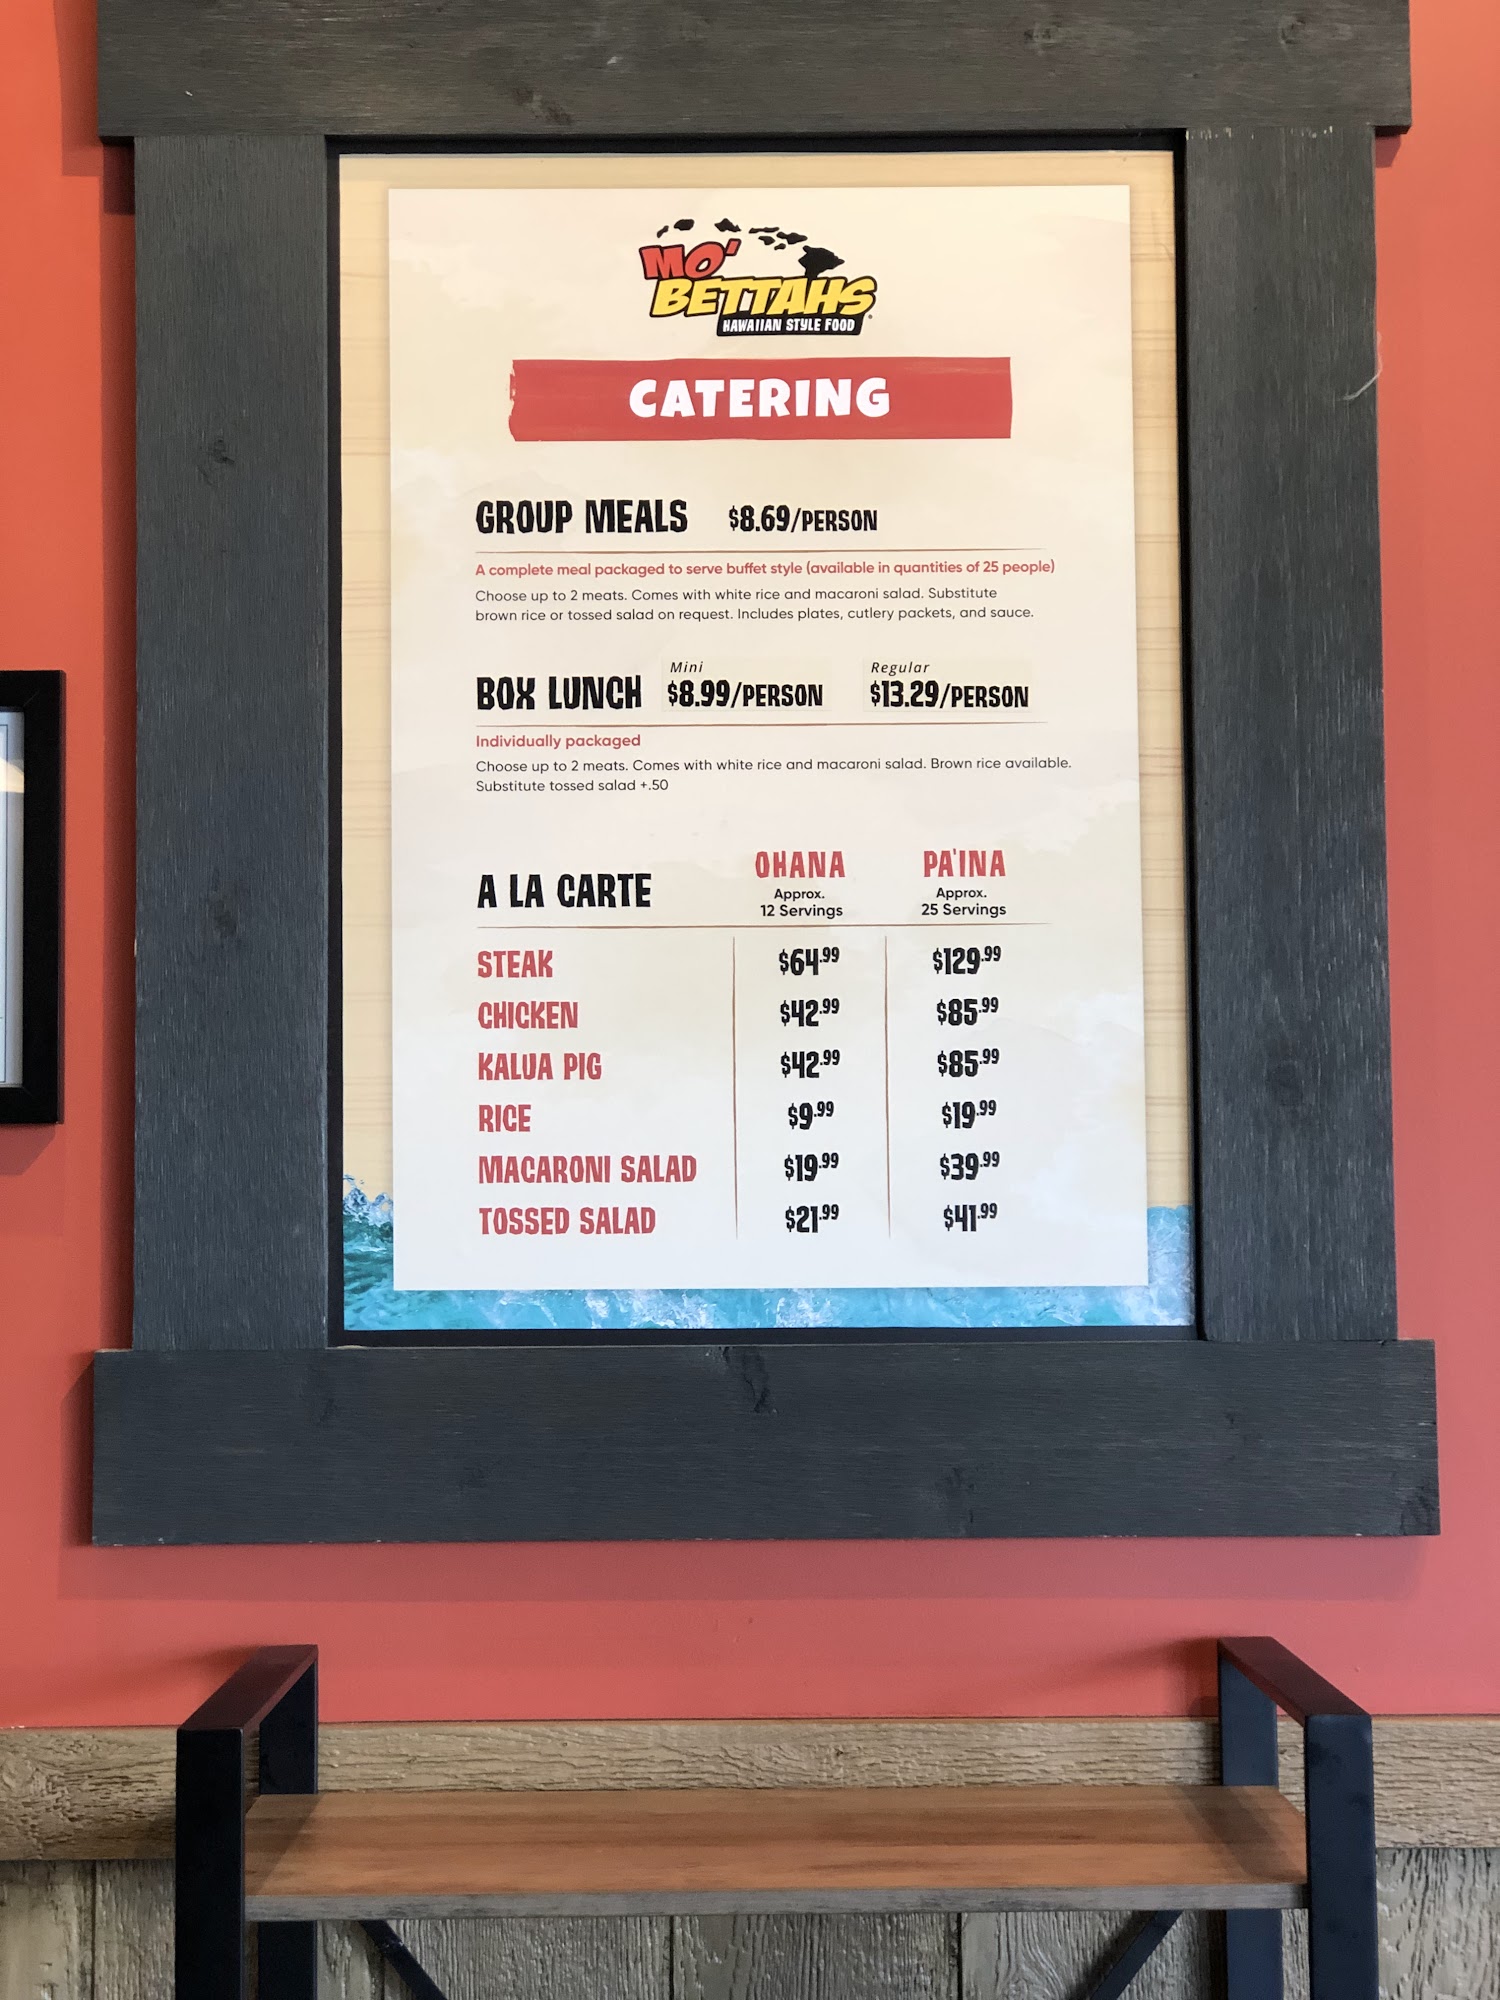 MO'
BETTAHS
HAWAIIAN STYLE FOOD
CATERING
GROUP MEALS $8.69/PERSON
A complete meal packaged to serve buffet style (available in quantities of 25 people)
Choose up to 2 meats. Comes with white rice and macaroni salad. Substitute
brown rice or tossed salad on request. Includes plates, cutlery packets, and sauce.
Mini Regular
BOX LUNCH $8.99/PERSON $13.29/PERSON
Individually packaged
Choose up to 2 meats. Comes with white rice and macaroni salad. Brown rice available.
Substitute tossed salad +.50
OHANA PA'INA
A LA CARTE Approx. Approx.
12 Servings 25 Servings
STEAK $64.99 $129.99
CHICKEN $42.99 $85.99
KALUA PIG $42.99 $85.99
RICE $9.99 $19.99
MACARONI SALAD $19.99 $39.99
TOSSED SALAD $21.99 $41.99